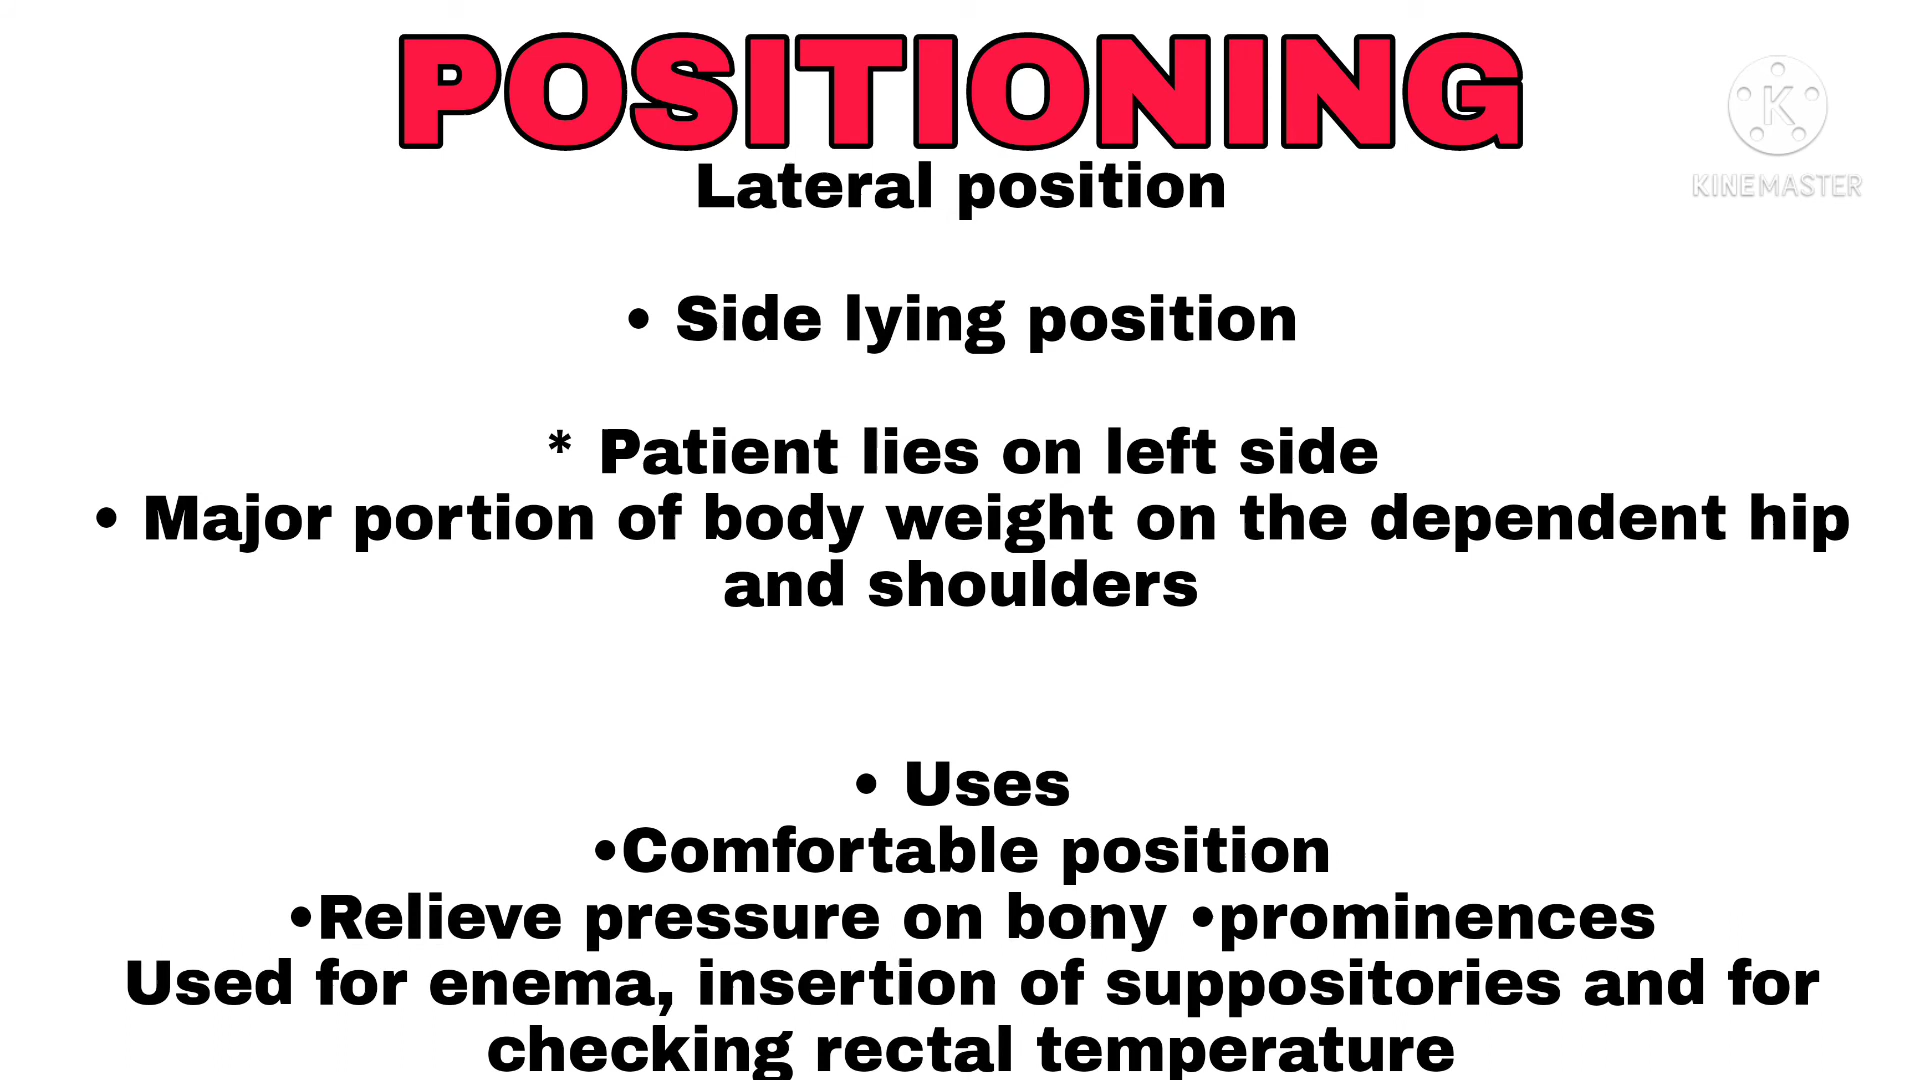 POSITIONING
K
KINEMASTER
Lateral position
• Side lying position
* Patient lies on left side
• Major portion of body weight on the dependent hip
and shoulders
• Uses
•Comfortable position
•Relieve pressure on bony •prominences
Used for enema, insertion of suppositories and for
checking rectal temperature